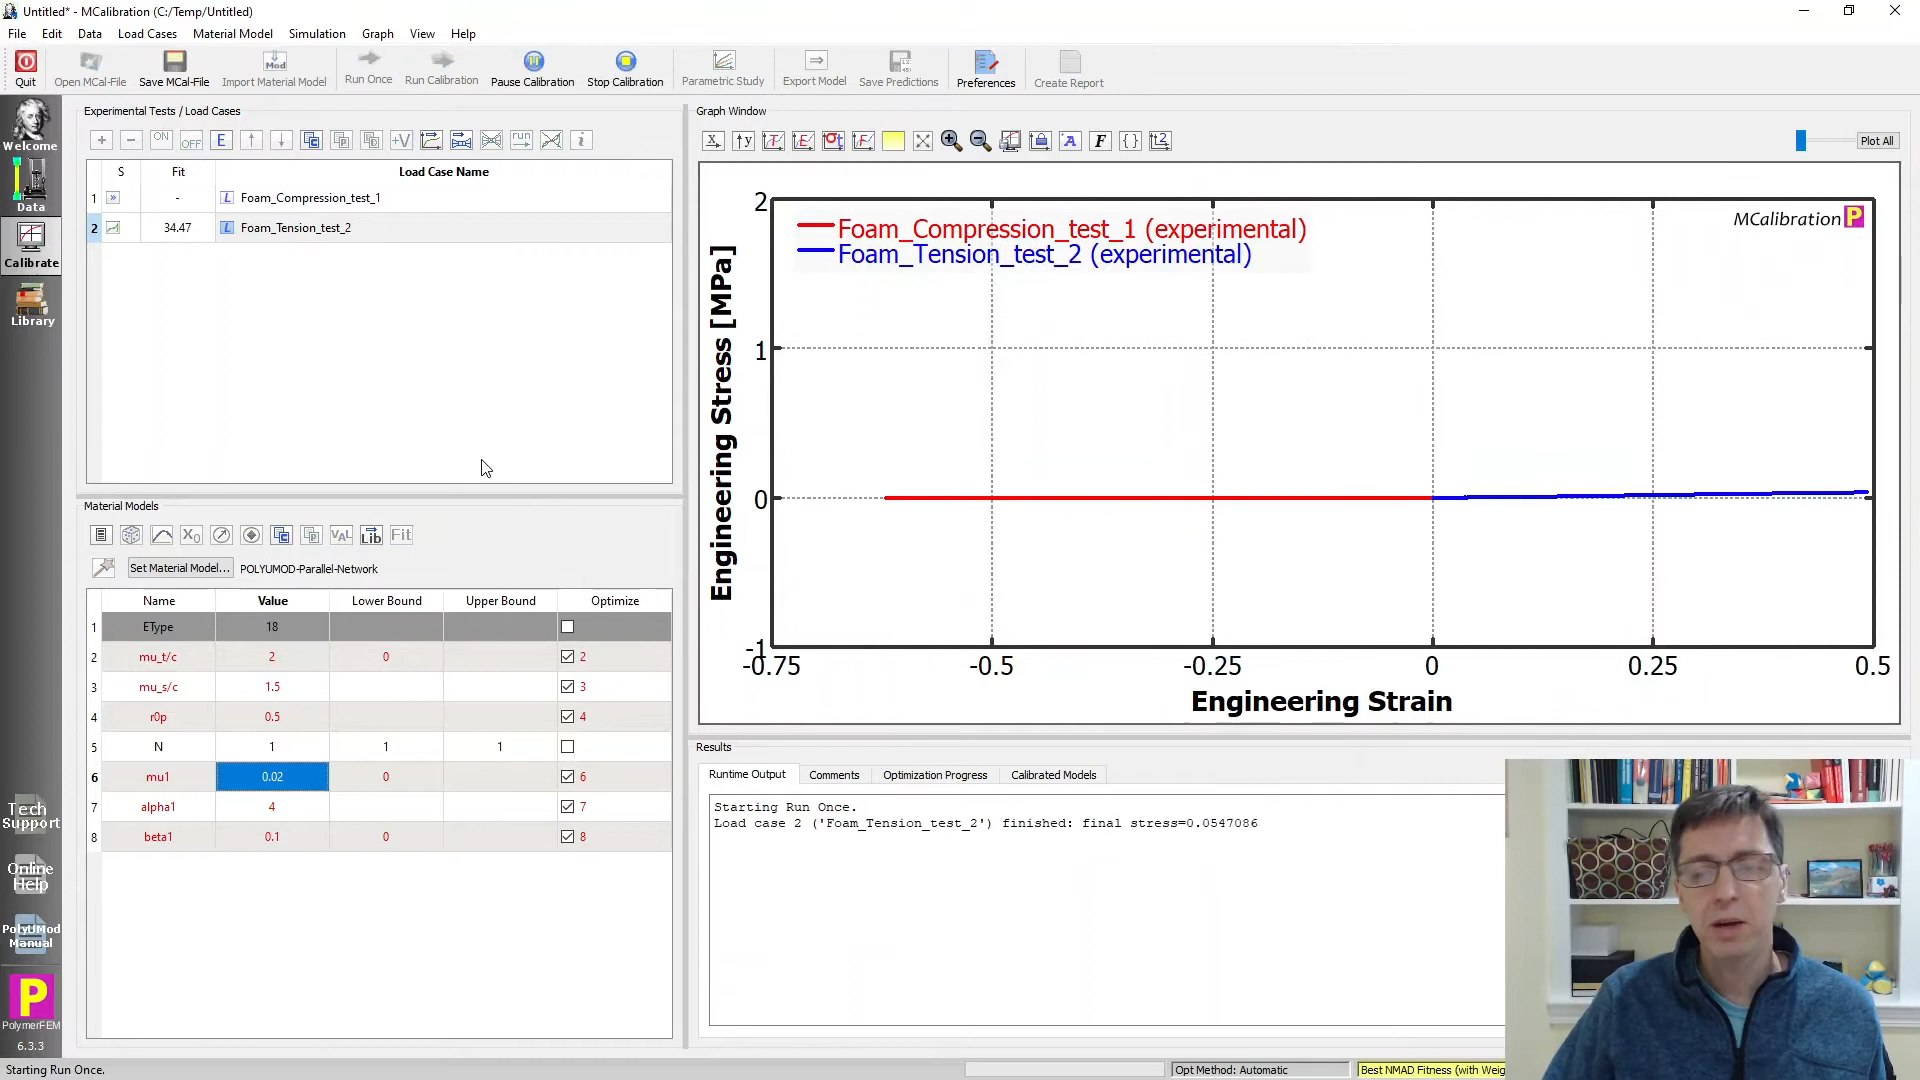 Untitled* - MCalibration (C:/Temp/Untitled)
File Edit Data Load Cases Material Model Simulation Graph View Help
Quit Open MCal-File Save MCal-File Import Material Model Run Once Run Calibration Pause Calibration Stop Calibration Parametric Study Export Model Save Predictions Preferences Create Report
Mod
Welcome
Data
Calibrate
Library
Tech Support
Online Help
PolyUMod Manual
P
PolymerFEM
6.3.3
Experimental Tests / Load Cases
+ - ON OFF E +V run i
S Fit Load Case Name
1 » - L Foam_Compression_test_1
2 34.47 L Foam_Tension_test_2
Material Models
X0 VAL Lib Fit
Set Material Model... POLYUMOD-Parallel-Network
Name Value Lower Bound Upper Bound Optimize
1 EType 18
2 mu_t/c 2 0 2
3 mu_s/c 1.5 3
4 r0p 0.5 4
5 N 1 1 1
6 mu1 0.02 0 6
7 alpha1 4 7
8 beta1 0.1 0 8
Graph Window
Plot All
Foam_Compression_test_1 (experimental)
Foam_Tension_test_2 (experimental)
MCalibration P
Engineering Stress [MPa]
2
1
0
-1
-0.75 -0.5 -0.25 0 0.25 0.5
Engineering Strain
Results
Runtime Output Comments Optimization Progress Calibrated Models
Starting Run Once.
Load case 2 ('Foam_Tension_test_2') finished: final stress=0.0547086
Starting Run Once.
Opt Method: Automatic
Best NMAD Fitness (with Weig